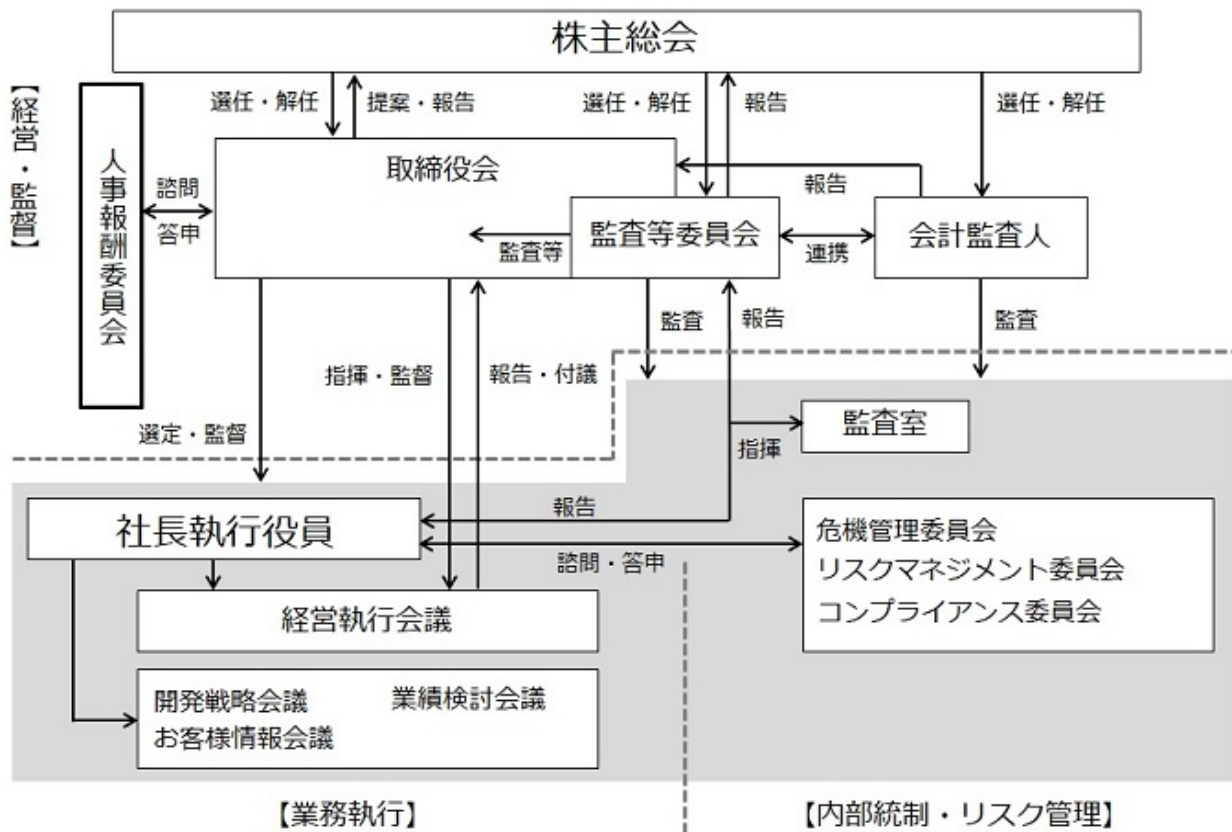 株主総会
【経営・監督】
選任・解任
提案・報告
選任・解任
報告
選任・解任
人事報酬委員会
諮問
答申
取締役会
報告
監査等
監査等委員会
連携
会計監査人
監査
報告
監査
指揮・監督
報告・付議
選定・監督
監査室
指揮
社長執行役員
報告
諮問・答申
危機管理委員会
リスクマネジメント委員会
コンプライアンス委員会
経営執行会議
開発戦略会議 業績検討会議
お客様情報会議
【業務執行】
【内部統制・リスク管理】